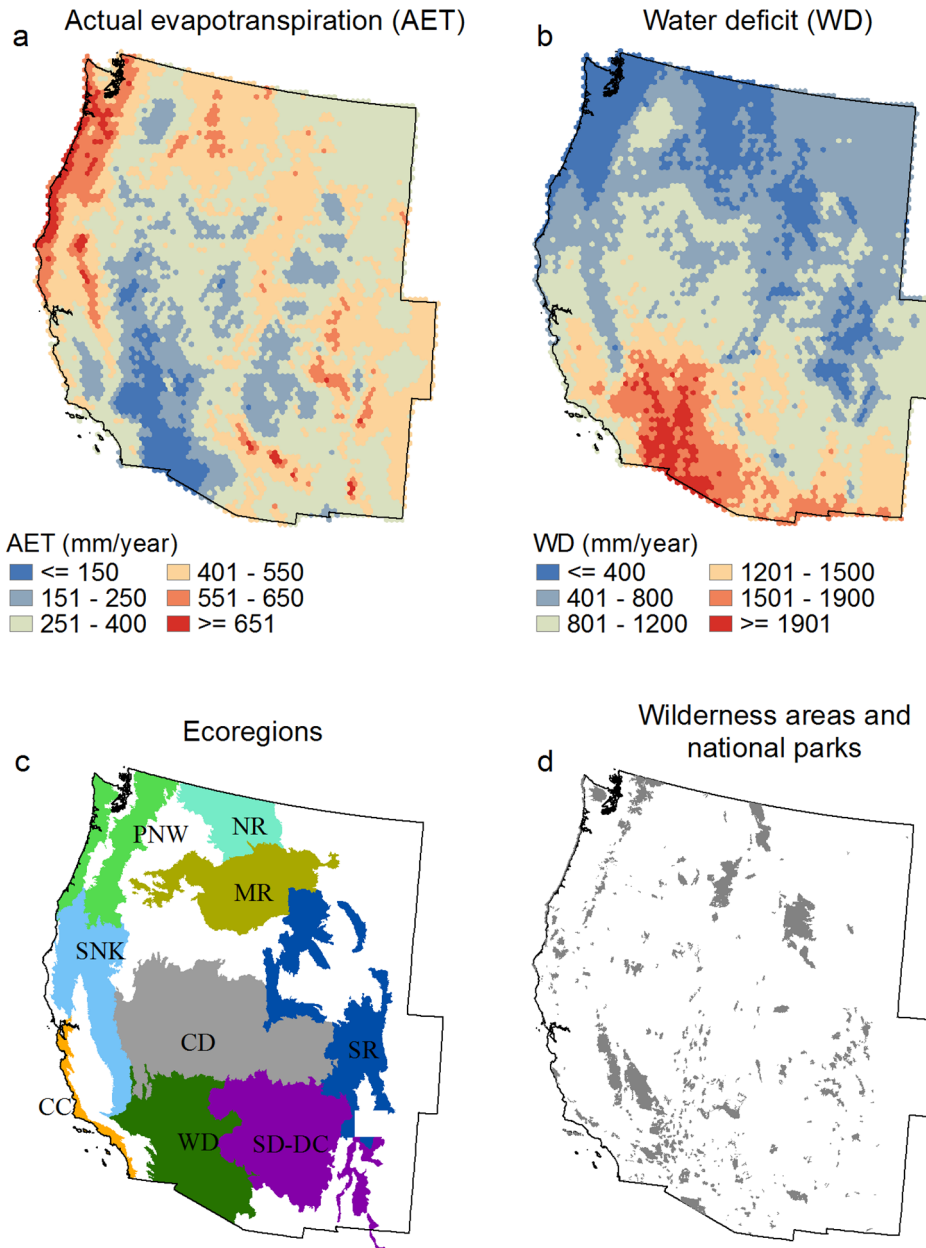 Actual evapotranspiration (AET)
a
Water deficit (WD)
b
AET (mm/year)
<= 150
401 - 550
151 - 250
551 - 650
251 - 400
>= 651
WD (mm/year)
<= 400
1201 - 1500
401 - 800
1501 - 1900
801 - 1200
>= 1901
Ecoregions
c
PNW
NR
MR
SNK
CD
SR
CC
WD
SD-DC
Wilderness areas and
national parks
d